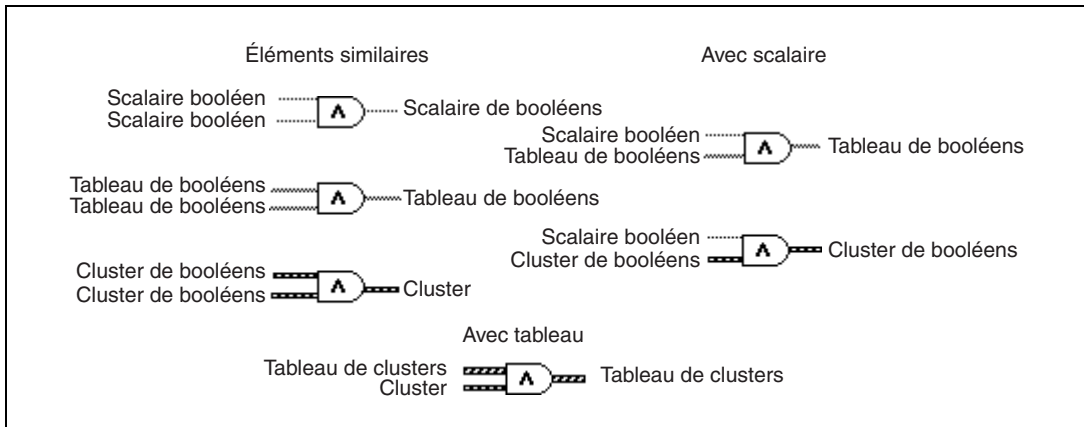 Éléments similaires
Avec scalaire
Scalaire booléen
Scalaire booléen
Scalaire de booléens
Scalaire booléen
Tableau de booléens
Tableau de booléens
Tableau de booléens
Tableau de booléens
Tableau de booléens
Scalaire booléen
Cluster de booléens
Cluster de booléens
Cluster de booléens
Cluster de booléens
Cluster
Avec tableau
Tableau de clusters
Cluster
Tableau de clusters